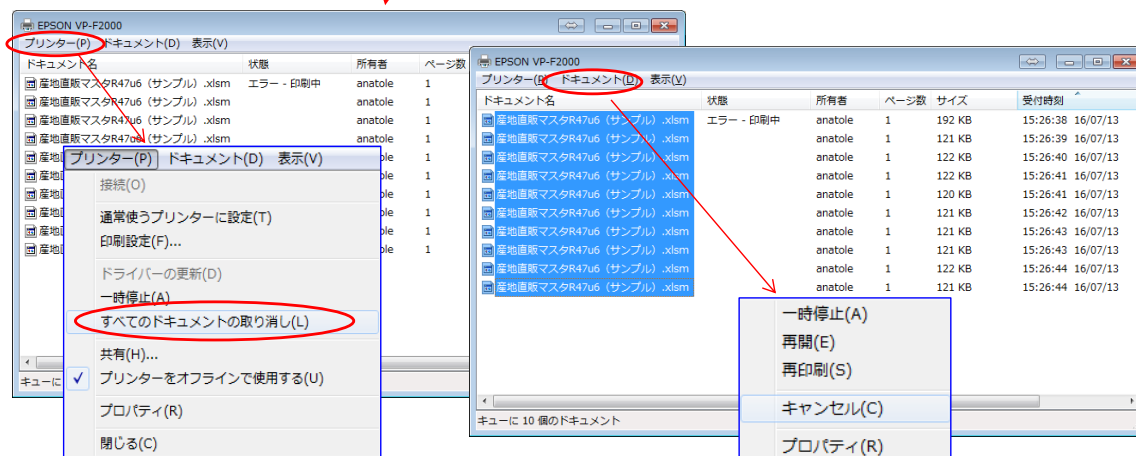 EPSON VP-F2000
プリンター(P) ドキュメント(D) 表示(V)
ドキュメント名 状態 所有者 ページ数
産地直販マスタR47u6（サンプル）.xlsm エラー - 印刷中 anatole 1
産地直販マスタR47u6（サンプル）.xlsm anatole 1
産地直販マスタR47u6（サンプル）.xlsm anatole 1
産地直販マスタR47u6（サンプル）.xlsm anatole 1
産地 ole 1
産地 ole 1
産地 ole 1
産地 ole 1
産地 ole 1
産地 ole 1
キューに
プリンター(P) ドキュメント(D) 表示(V)
接続(O)
通常使うプリンターに設定(T)
印刷設定(F)...
ドライバーの更新(D)
一時停止(A)
すべてのドキュメントの取り消し(L)
共有(H)...
プリンターをオフラインで使用する(U)
プロパティ(R)
閉じる(C)
EPSON VP-F2000
プリンター(P) ドキュメント(D) 表示(V)
ドキュメント名 状態 所有者 ページ数 サイズ 受付時刻
産地直販マスタR47u6（サンプル）.xlsm エラー - 印刷中 anatole 1 192 KB 15:26:38 16/07/13
産地直販マスタR47u6（サンプル）.xlsm anatole 1 121 KB 15:26:39 16/07/13
産地直販マスタR47u6（サンプル）.xlsm anatole 1 122 KB 15:26:40 16/07/13
産地直販マスタR47u6（サンプル）.xlsm anatole 1 122 KB 15:26:41 16/07/13
産地直販マスタR47u6（サンプル）.xlsm anatole 1 120 KB 15:26:41 16/07/13
産地直販マスタR47u6（サンプル）.xlsm anatole 1 121 KB 15:26:42 16/07/13
産地直販マスタR47u6（サンプル）.xlsm anatole 1 121 KB 15:26:43 16/07/13
産地直販マスタR47u6（サンプル）.xlsm anatole 1 121 KB 15:26:43 16/07/13
産地直販マスタR47u6（サンプル）.xlsm anatole 1 122 KB 15:26:44 16/07/13
産地直販マスタR47u6（サンプル）.xlsm anatole 1 121 KB 15:26:44 16/07/13
キューに 10 個のドキュメント
一時停止(A)
再開(E)
再印刷(S)
キャンセル(C)
プロパティ(R)